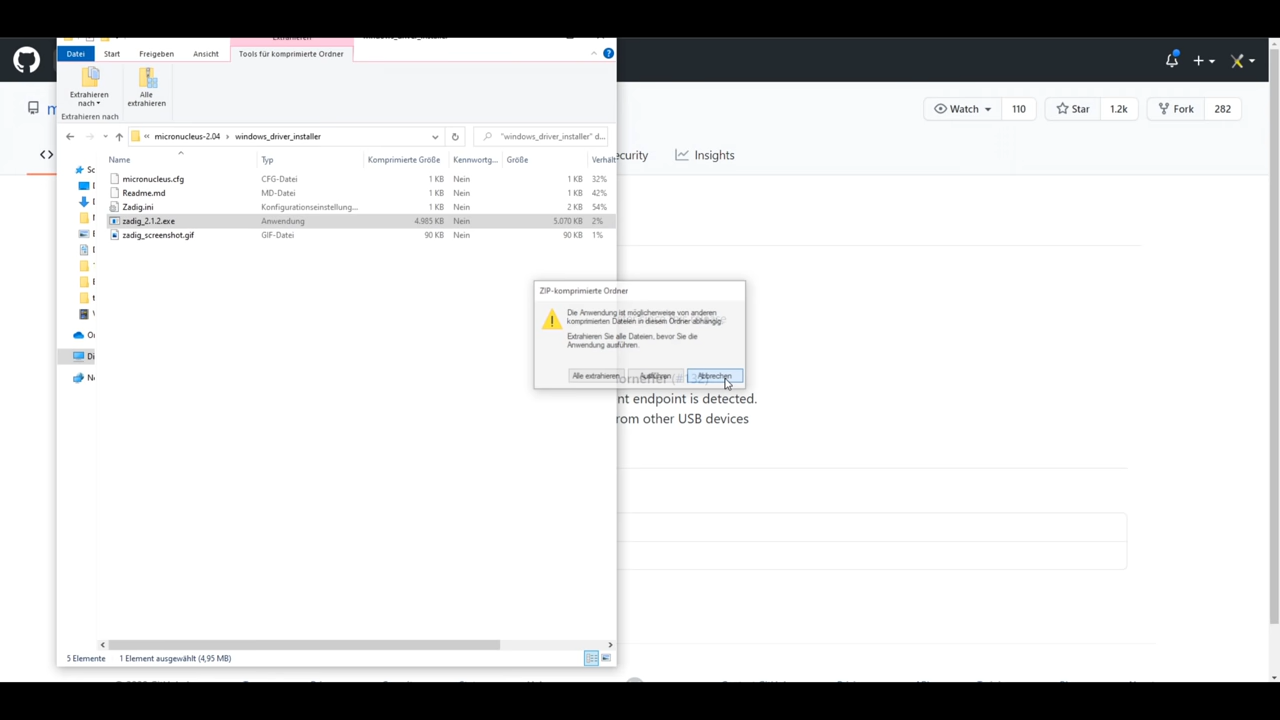 Datei Start Freigeben Ansicht Tools für komprimierte Ordner
Extrahieren nach
Alle extrahieren
Extrahieren nach
micronucleus-2.04 windows_driver_installer
"windows_driver_installer" d...
Name Typ Komprimierte Größe Kennwortg... Größe Verhält
micronucleus.cfg CFG-Datei 1 KB Nein 1 KB 32%
Readme.md MD-Datei 1 KB Nein 1 KB 42%
Zadig.ini Konfigurationseinstellung... 1 KB Nein 2 KB 54%
zadig_2.1.2.exe Anwendung 4.985 KB Nein 5.070 KB 2%
zadig_screenshot.gif GIF-Datei 90 KB Nein 90 KB 1%
5 Elemente 1 Element ausgewählt (4,95 MB)
ZIP-komprimierte Ordner
Die Anwendung ist möglicherweise von anderen
komprimierten Dateien in diesem Ordner abhängig.
Extrahieren Sie alle Dateien, bevor Sie die
Anwendung ausführen.
Alle extrahieren Ausführen Abbrechen
Watch 110 Star 1.2k Fork 282
ecurity Insights
nt endpoint is detected.
rom other USB devices